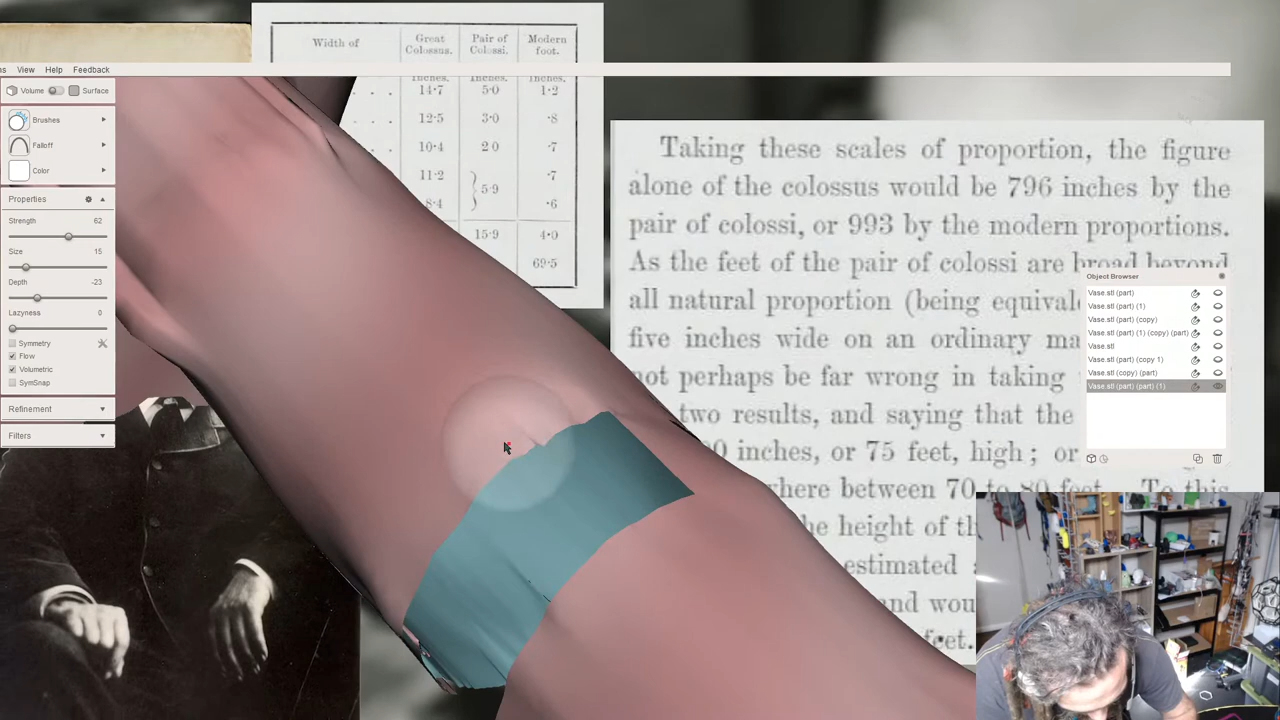 Width of
Great Colossus.
Pair of Colossi.
Modern foot.
Inches.
Inches.
Inches.
14·7 5·0 1·2
12·5 3·0 ·8
10·4 2 0 ·7
11·2 5·9 ·7
8·4 ·6
15·9 4·0
69·5
View Help Feedback
Volume Surface
Brushes
Falloff
Color
Properties
Strength 62
Size 15
Depth -23
Lazyness 0
Symmetry
Flow
Volumetric
SymSnap
Refinement
Filters
Taking these scales of proportion, the figure
alone of the colossus would be 796 inches by the
pair of colossi, or 993 by the modern proportions.
As the feet of the pair of colossi are broad beyond
all natural proportion (being equival
five inches wide on an ordinary ma
not perhaps be far wrong in taking
two results, and saying that the
00 inches, or 75 feet, high; or
where between 70 to 80 feet. To this
he height of th
estimated
and wou
feet.
Object Browser
Vase.stl (part)
Vase.stl (part) (1)
Vase.stl (part) (copy)
Vase.stl (part) (1) (copy) (part)
Vase.stl
Vase.stl (part) (copy 1)
Vase.stl (copy) (part)
Vase.stl (part) (part) (1)